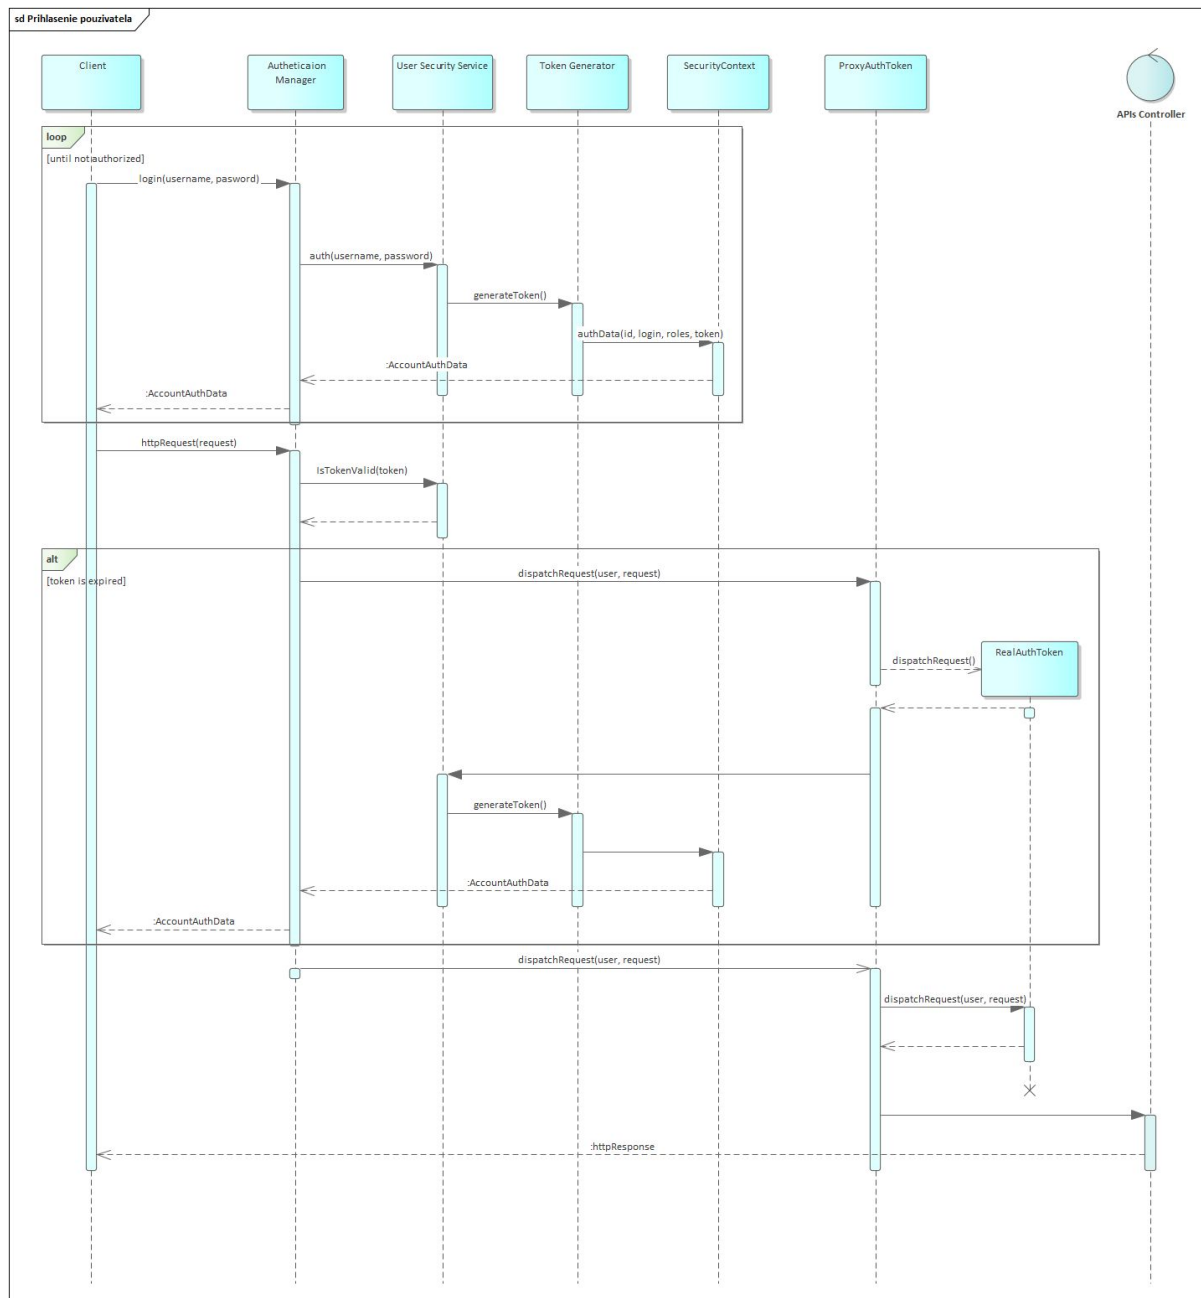 sd Prihlasenie pouzivatela
Client
Autheticaion
Manager
User Security Service
Token Generator
SecurityContext
ProxyAuthToken
APIs Controller
loop
[until not authorized]
login(username, pasword)
auth(username, password)
generateToken()
authData(id, login, roles, token)
:AccountAuthData
:AccountAuthData
httpRequest(request)
IsTokenValid(token)
alt
[token is expired]
dispatchRequest(user, request)
RealAuthToken
dispatchRequest()
generateToken()
:AccountAuthData
:AccountAuthData
dispatchRequest(user, request)
dispatchRequest(user, request)
:httpResponse